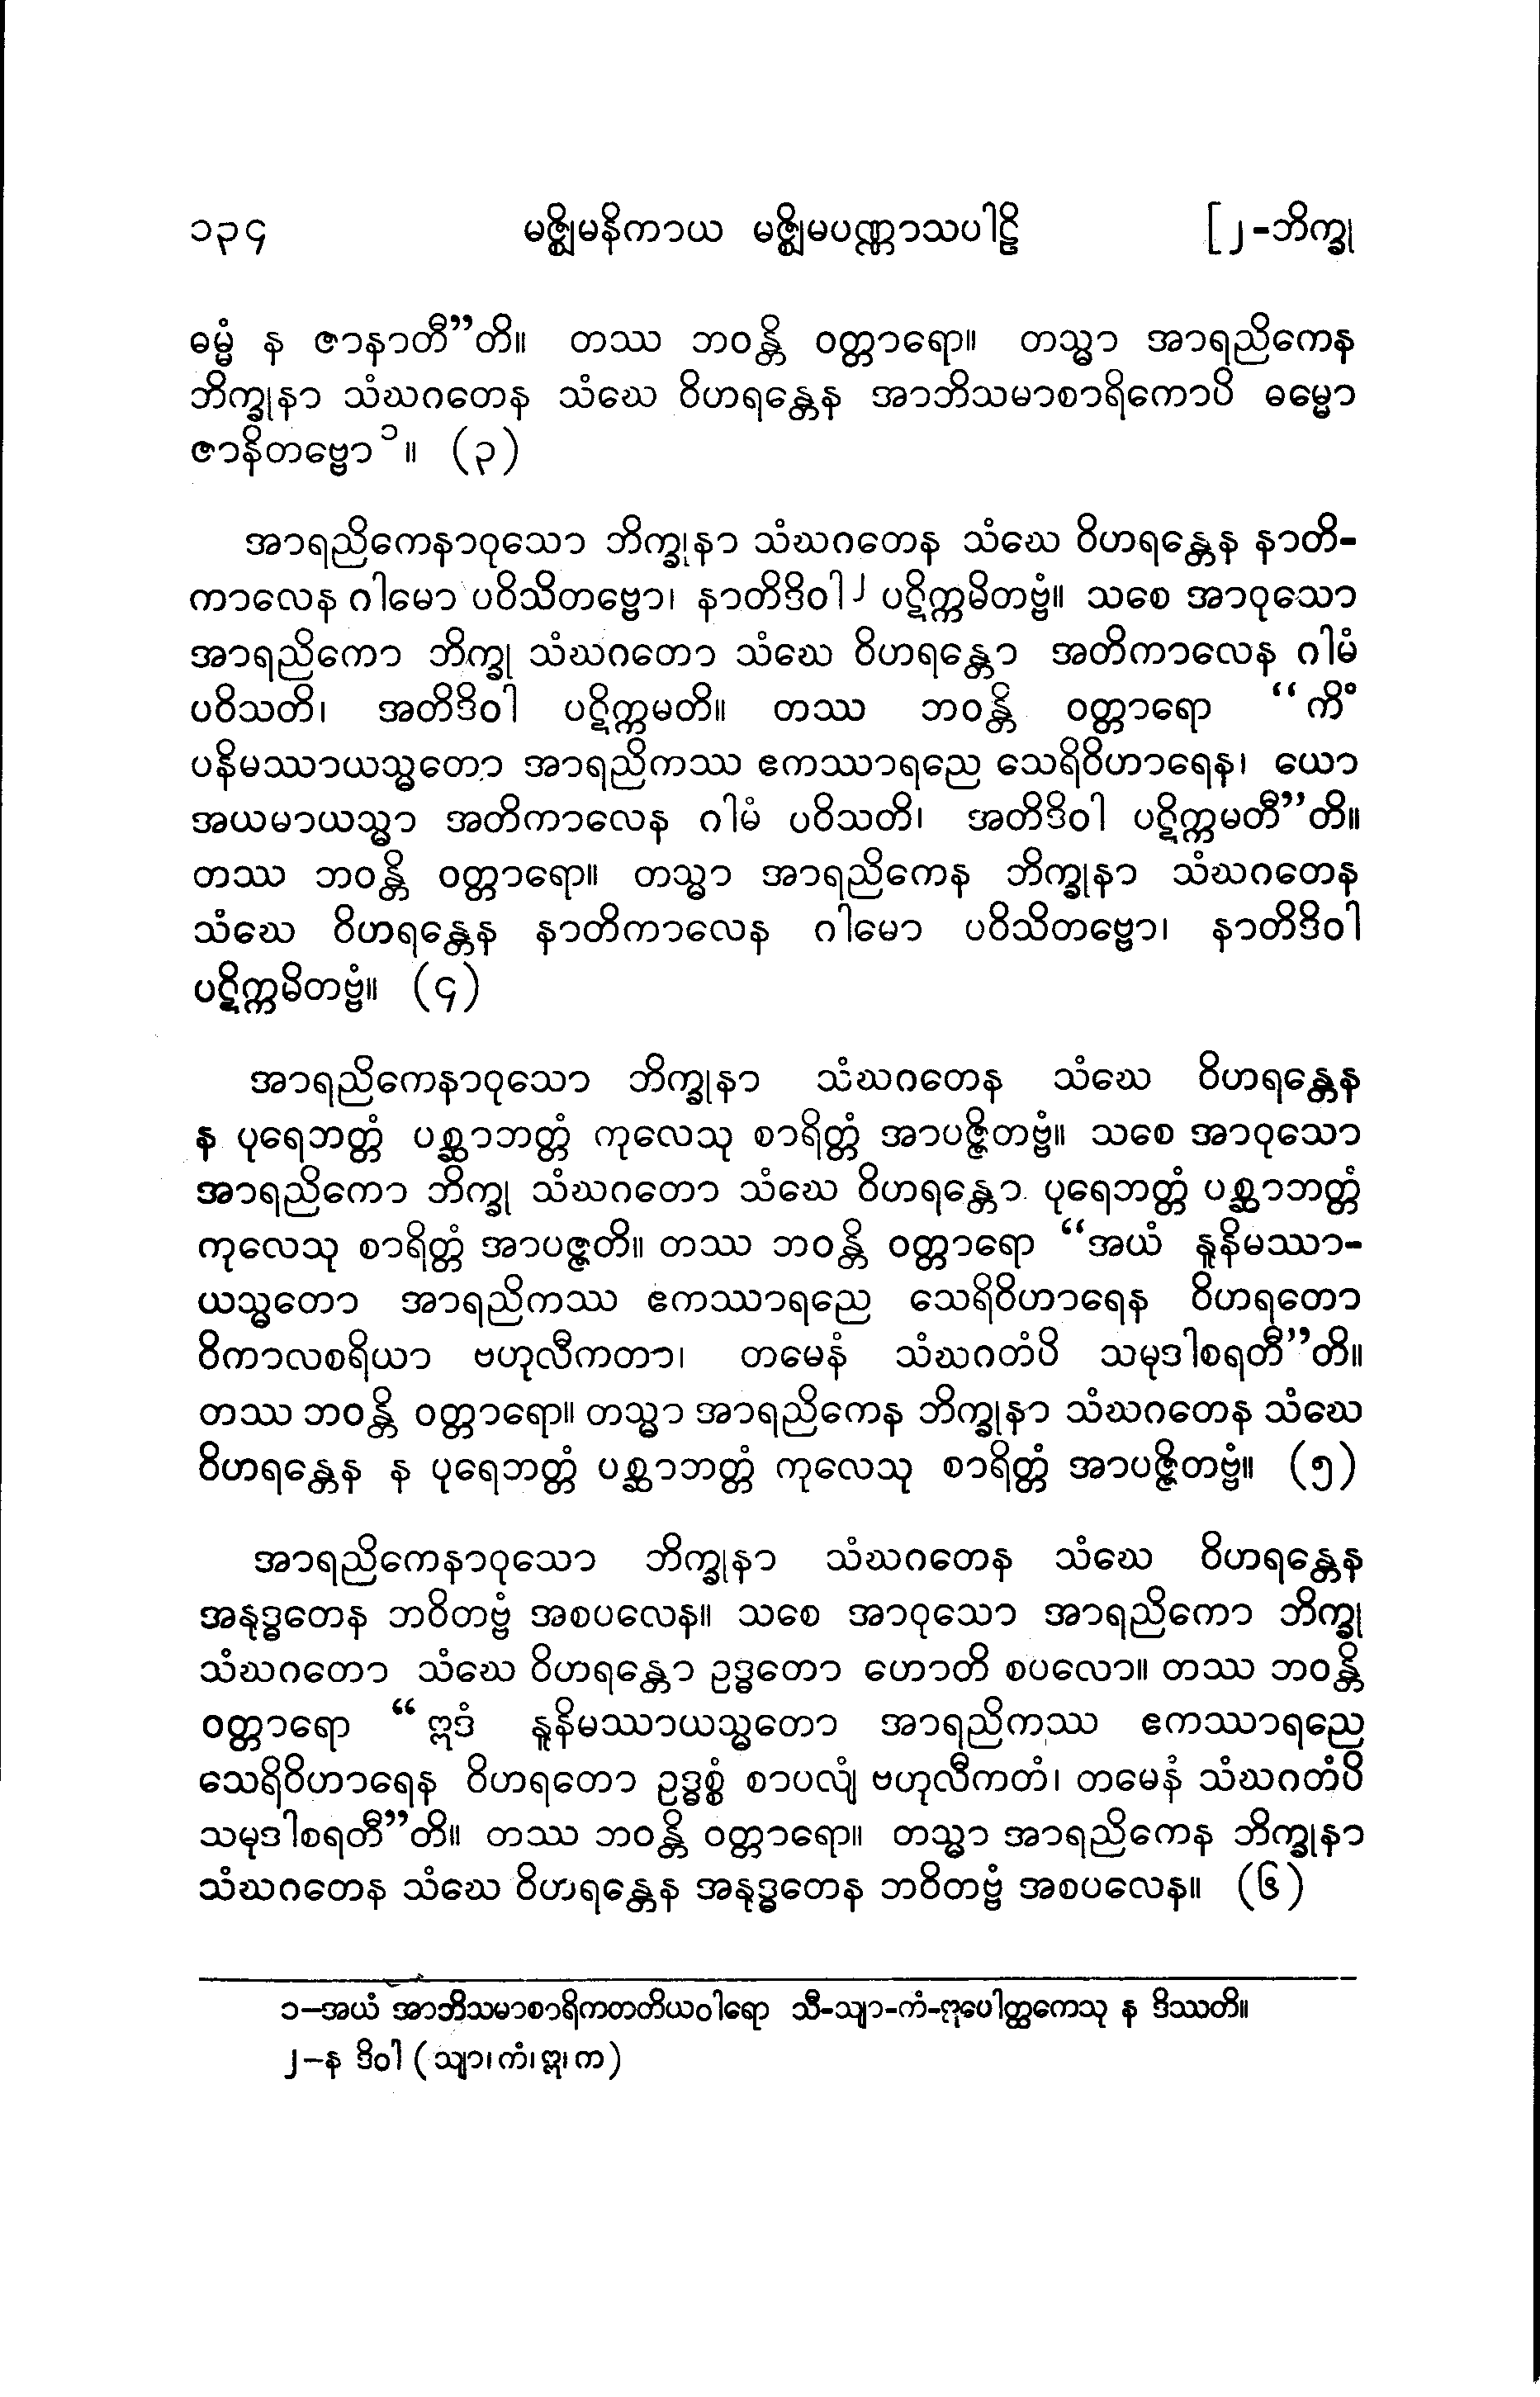 ၁၃၄ မဇ္ဈိမနိကာယ မဇ္ဈိမပဏ္ဏာသပါဠိ [၂-ဘိက္ခု
ဓမ္မံ န ဇာနာတီ”တိ။ တဿ ဘဝန္တိ ဝတ္တာရော။ တသ္မာ အာရညိကေန
ဘိက္ခုနာ သံဃဂတေန သံဃေ ဝိဟရန္တေန အာဘိသမာစာရိကောပိ ဓမ္မော
ဇာနိတဗ္ဗော၁။ (၃)
အာရညိကေနာဝုသော ဘိက္ခုနာ သံဃဂတေန သံဃေ ဝိဟရန္တေန နာတိ-
ကာလေန ဂါမော ပဝိသိတဗ္ဗော၊ နာတိဒိဝါ၂ ပဋိက္ကမိတဗ္ဗံ။ သစေ အာဝုသော
အာရညိကော ဘိက္ခု သံဃဂတော သံဃေ ဝိဟရန္တော အတိကာလေန ဂါမံ
ပဝိသတိ၊ အတိဒိဝါ ပဋိက္ကမတိ။ တဿ ဘဝန္တိ ဝတ္တာရော “ကိံ
ပနိမဿာယသ္မတော အာရညိကဿ ဧကဿာရညေ သေရိဝိဟာရေန၊ ယော
အယမာယသ္မာ အတိကာလေန ဂါမံ ပဝိသတိ၊ အတိဒိဝါ ပဋိက္ကမတီ”တိ။
တဿ ဘဝန္တိ ဝတ္တာရော။ တသ္မာ အာရညိကေန ဘိက္ခုနာ သံဃဂတေန
သံဃေ ဝိဟရန္တေန နာတိကာလေန ဂါမော ပဝိသိတဗ္ဗော၊ နာတိဒိဝါ
ပဋိက္ကမိတဗ္ဗံ။ (၄)
အာရညိကေနာဝုသော ဘိက္ခုနာ သံဃဂတေန သံဃေ ဝိဟရန္တေန
န ပုရေဘတ္တံ ပစ္ဆာဘတ္တံ ကုလေသု စာရိတ္တံ အာပဇ္ဇိတဗ္ဗံ။ သစေ အာဝုသော
အာရညိကော ဘိက္ခု သံဃဂတော သံဃေ ဝိဟရန္တော ပုရေဘတ္တံ ပစ္ဆာဘတ္တံ
ကုလေသု စာရိတ္တံ အာပဇ္ဇတိ။ တဿ ဘဝန္တိ ဝတ္တာရော “အယံ နူနိမဿာ-
ယသ္မတော အာရညိကဿ ဧကဿာရညေ သေရိဝိဟာရေန ဝိဟရတော
ဝိကာလစရိယာ ဗဟုလီကတာ၊ တမေနံ သံဃဂတံပိ သမုဒါစရတီ”တိ။
တဿ ဘဝန္တိ ဝတ္တာရော။ တသ္မာ အာရညိကေန ဘိက္ခုနာ သံဃဂတေန သံဃေ
ဝိဟရန္တေန န ပုရေဘတ္တံ ပစ္ဆာဘတ္တံ ကုလေသု စာရိတ္တံ အာပဇ္ဇိတဗ္ဗံ။ (၅)
အာရညိကေနာဝုသော ဘိက္ခုနာ သံဃဂတေန သံဃေ ဝိဟရန္တေန
အနုဒ္ဓတေန ဘဝိတဗ္ဗံ အစပလေန။ သစေ အာဝုသော အာရညိကော ဘိက္ခု
သံဃဂတော သံဃေ ဝိဟရန္တော ဥဒ္ဓတော ဟောတိ စပလော။ တဿ ဘဝန္တိ
ဝတ္တာရော “ဣဒံ နူနိမဿာယသ္မတော အာရညိကဿ ဧကဿာရညေ
သေရိဝိဟာရေန ဝိဟရတော ဥဒ္ဓစ္စံ စာပလျံ ဗဟုလီကတံ၊ တမေနံ သံဃဂတံပိ
သမုဒါစရတီ”တိ။ တဿ ဘဝန္တိ ဝတ္တာရော။ တသ္မာ အာရညိကေန ဘိက္ခုနာ
သံဃဂတေန သံဃေ ဝိဟရန္တေန အနုဒ္ဓတေန ဘဝိတဗ္ဗံ အစပလေန။ (၆)
၁-အယံ အာဘိသမာစာရိကတတိယဝါရော သီ-သျာ-ကံ-ဣပေါတ္ထကေသု န ဒိဿတိ။
၂-န ဒိဝါ (သျာ၊ ကံ၊ ဣ၊ က)